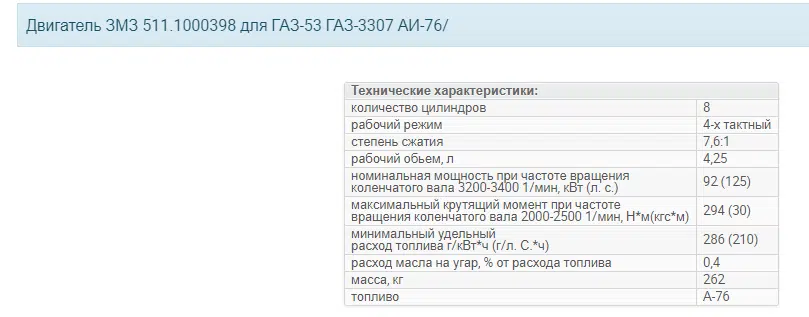 Двигатель ЗМЗ 511.1000398 для ГАЗ-53 ГАЗ-3307 АИ-76/
Технические характеристики:
количество цилиндров 8
рабочий режим 4-х тактный
степень сжатия 7,6:1
рабочий обьем, л 4,25
номинальная мощность при частоте вращения
коленчатого вала 3200-3400 1/мин, кВт (л. с.) 92 (125)
максимальный крутящий момент при частоте
вращения коленчатого вала 2000-2500 1/мин, Н*м(кгс*м) 294 (30)
минимальный удельный
расход топлива г/кВт*ч (г/л. С.*ч) 286 (210)
расход масла на угар, % от расхода топлива 0,4
масса, кг 262
топливо А-76